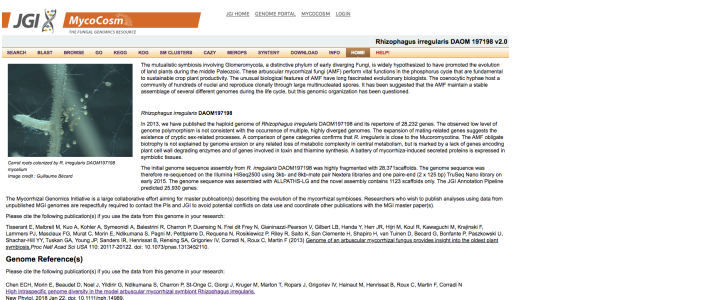 JGI MycoCosm
THE FUNGAL GENOMICS RESOURCE
JGI HOME GENOME PORTAL MYCOCOSM LOGIN
Rhizophagus irregularis DAOM 197198 v2.0
SEARCH BLAST BROWSE GO KEGG KOG SM CLUSTERS CAZY MEROPS SYNTENY DOWNLOAD INFO HOME HELP!
The mutualistic symbiosis involving Glomeromycota, a distinctive phylum of early diverging Fungi, is widely hypothesized to have promoted the evolution
of land plants during the middle Paleozoic. These arbuscular mycorrhizal fungi (AMF) perform vital functions in the phosphorus cycle that are fundamental
to sustainable crop plant productivity. The unusual biological features of AMF have long fascinated evolutionary biologists. The coenocytic hyphae host a
community of hundreds of nuclei and reproduce clonally through large multinucleated spores. It has been suggested that the AMF maintain a stable
assemblage of several different genomes during the life cycle, but this genomic organization has been questioned.
Rhizophagus irregularis DAOM197198
In 2013, we have published the haploid genome of Rhizophagus irregularis DAOM197198 and its repertoire of 28,232 genes. The observed low level of
genome polymorphism is not consistent with the occurrence of multiple, highly diverged genomes. The expansion of mating-related genes suggests the
existence of cryptic sex-related processes. A comparison of gene categories confirms that R. irregularis is close to the Mucoromycotina. The AMF obligate
biotrophy is not explained by genome erosion or any related loss of metabolic complexity in central metabolism, but is marked by a lack of genes encoding
plant cell wall degrading enzymes and of genes involved in toxin and thiamine synthesis. A battery of mycorrhiza-induced secreted proteins is expressed in
symbiotic tissues.
Carrot roots colonized by R. irregularis DAOM197198
mycelium
Image credit : Guillaume Bécard
The initial genome sequence assembly from R. irregularis DAOM197198 was highly fragmented with 28,371scaffolds. The genome sequence was
therefore re-sequenced on the Illumina HiSeq2500 using 3kb- and 8kb-mate pair Nextera libraries and one paire-end (2 x 125 bp) TruSeq Nano library on
early 2015. The genome sequence was assembled with ALLPATHS-LG and the novel assembly contains 1123 scaffolds only. The JGI Annotation Pipeline
predicted 25,930 genes.
The Mycorrhizal Genomics Initiative is a large collaborative effort aiming for master publication(s) describing the evolution of the mycorrhizal symbioses. Researchers who wish to publish analyses using data from
unpublished MGI genomes are respectfully required to contact the PIs and JGI to avoid potential conflicts on data use and coordinate other publications with the MGI master paper(s).
Please cite the following publication(s) if you use the data from this genome in your research:
Tisserant E, Malbreil M, Kuo A, Kohler A, Symeonidi A, Balestrini R, Charron P, Duensing N, Frei dit Frey N, Gianinazzi-Pearson V, Gilbert LB, Handa Y, Herr JR, Hijri M, Koul R, Kawaguchi M, Krajinski F,
Lammers PJ, Masclaux FG, Murat C, Morin E, Ndikumana S, Pagni M, Petitpierre D, Requena N, Rosikiewicz P, Riley R, Saito K, San Clemente H, Shapiro H, van Tuinen D, Becard G, Bonfante P, Paszkowski U,
Shachar-Hill YY, Tuskan GA, Young JP, Sanders IR, Henrissat B, Rensing SA, Grigoriev IV, Corradi N, Roux C, Martin F (2013) Genome of an arbuscular mycorrhizal fungus provides insight into the oldest plant
symbiosis.Proc Natl Acad Sci USA 110: 20117-20122. doi: 10.1073/pnas.1313452110.
Genome Reference(s)
Please cite the following publication(s) if you use the data from this genome in your research:
Chen ECH, Morin E, Beaudet D, Noel J, Yildirir G, Ndikumana S, Charron P, St-Onge C, Giorgi J, Kruger M, Marton T, Ropars J, Grigoriev IV, Hainaut M, Henrissat B, Roux C, Martin F, Corradi N
High intraspecific genome diversity in the model arbuscular mycorrhizal symbiont Rhizophagus irregularis.
New Phytol. 2018 Jan 22. doi: 10.1111/nph.14989.